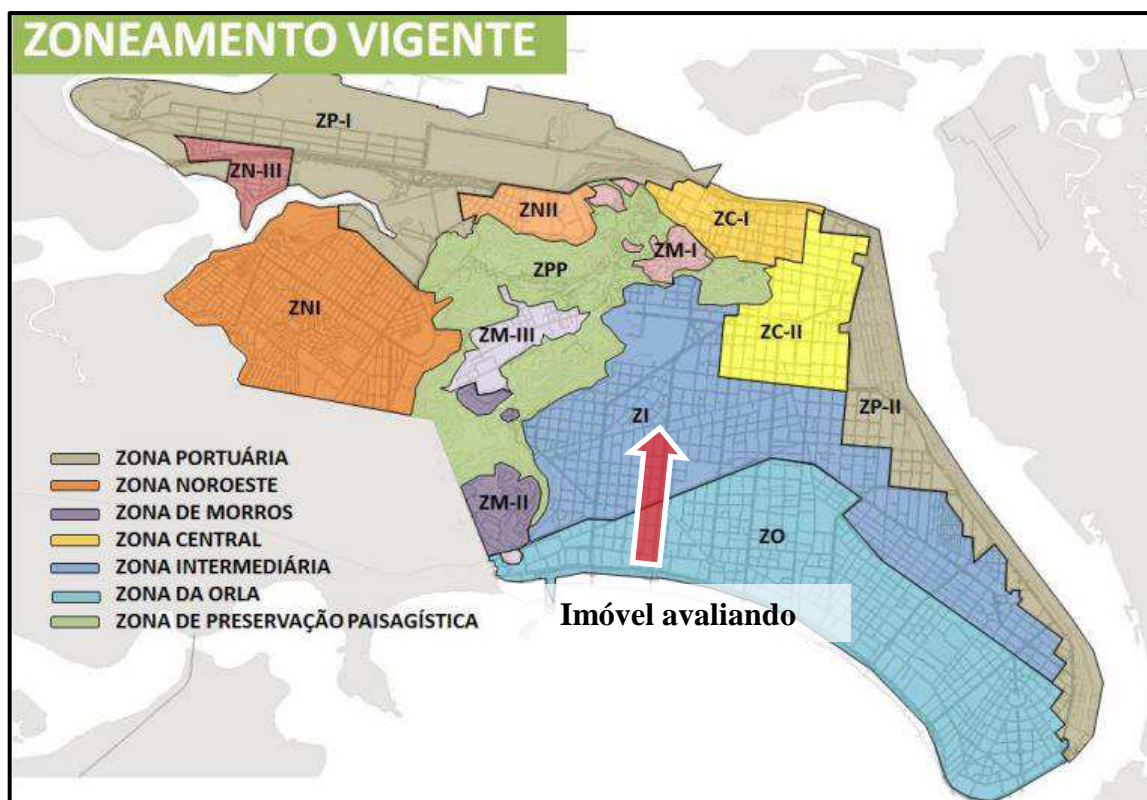 ZONEAMENTO VIGENTE
ZP-I
ZN-III
ZNII
ZC-I
ZM-I
ZPP
ZNI
ZM-III
ZC-II
ZI
ZP-II
ZM-II
ZO
ZONA PORTUÁRIA
ZONA NOROESTE
ZONA DE MORROS
ZONA CENTRAL
ZONA INTERMEDIÁRIA
ZONA DA ORLA
ZONA DE PRESERVAÇÃO PAISAGÍSTICA
Imóvel avaliando